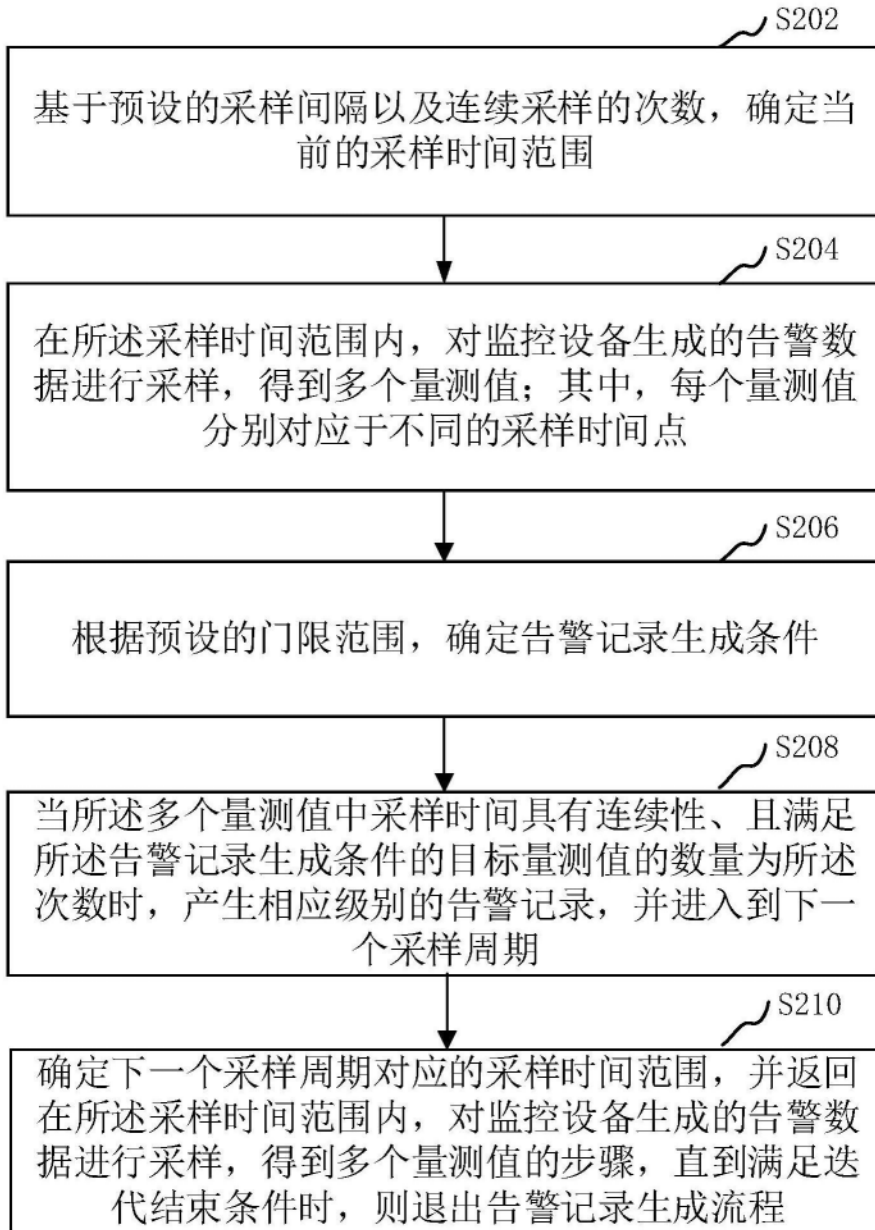 S202
基于预设的采样间隔以及连续采样的次数，确定当
前的采样时间范围
S204
在所述采样时间范围内，对监控设备生成的告警数
据进行采样，得到多个量测值；其中，每个量测值
分别对应于不同的采样时间点
S206
根据预设的门限范围，确定告警记录生成条件
S208
当所述多个量测值中采样时间具有连续性、且满足
所述告警记录生成条件的目标量测值的数量为所述
次数时，产生相应级别的告警记录，并进入到下一
个采样周期
S210
确定下一个采样周期对应的采样时间范围，并返回
在所述采样时间范围内，对监控设备生成的告警数
据进行采样，得到多个量测值的步骤，直到满足迭
代结束条件时，则退出告警记录生成流程